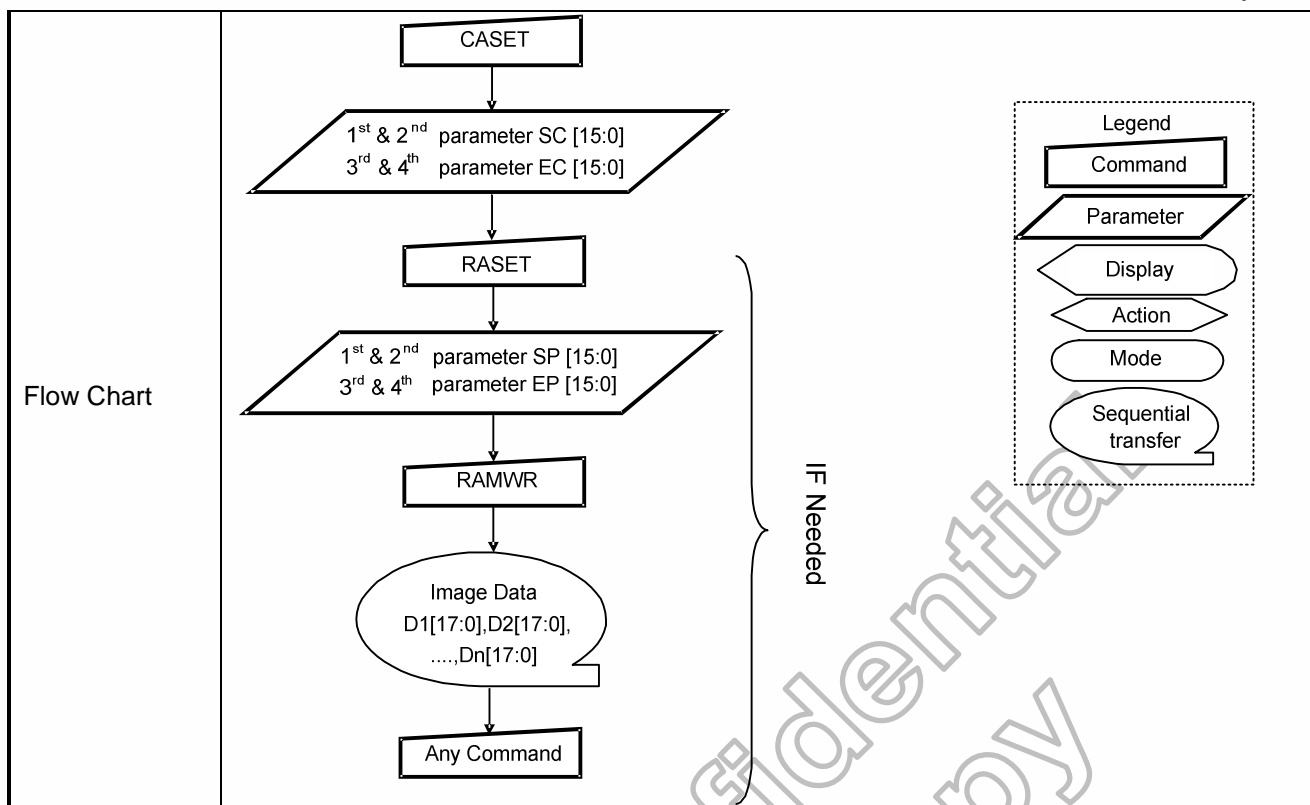 Flow Chart
CASET
1st & 2nd parameter SC [15:0]
3rd & 4th parameter EC [15:0]
RASET
1st & 2nd parameter SP [15:0]
3rd & 4th parameter EP [15:0]
RAMWR
Image Data
D1[17:0],D2[17:0],
....,Dn[17:0]
Any Command
IF Needed
Legend
Command
Parameter
Display
Action
Mode
Sequential
transfer